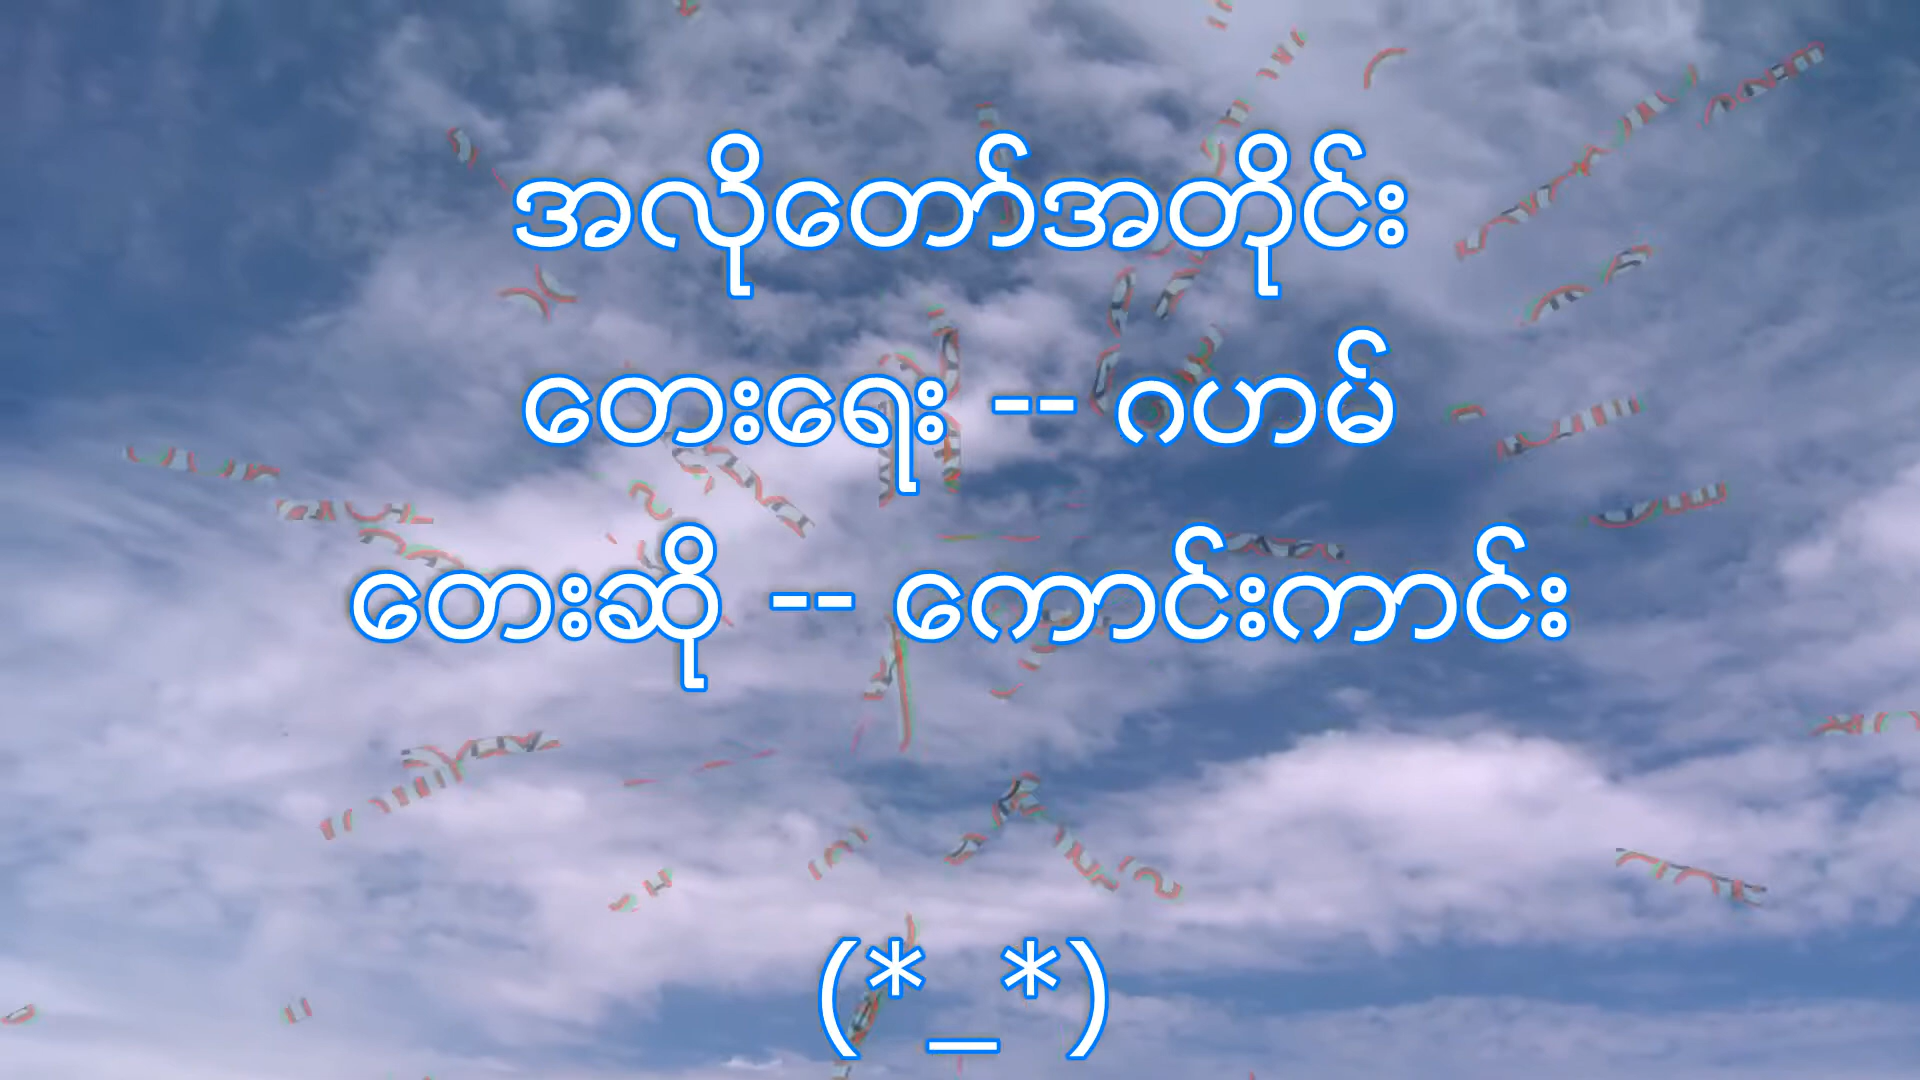 အလိုတော်အတိုင်း
တေးရေး -- ဂဟမ်
တေးဆို -- ကောင်းကာင်း
(*_*)